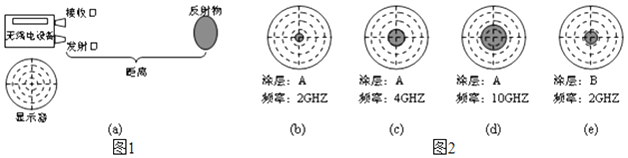 接收口
无线电设备
发射口
反射物
距离
显示器
(a)
图1
涂层：A
频率：2GHZ
(b)
涂层：A
频率：4GHZ
(c)
涂层：A
频率：10GHZ
(d)
涂层：B
频率：2GHZ
(e)
图2